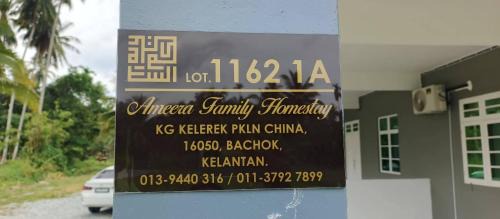 LOT. 1162 1A
Ameera Family Homestay
KG KELEREK PKLN CHINA,
16050, BACHOK,
KELANTAN.
013-9440 316 / 011-3792 7899